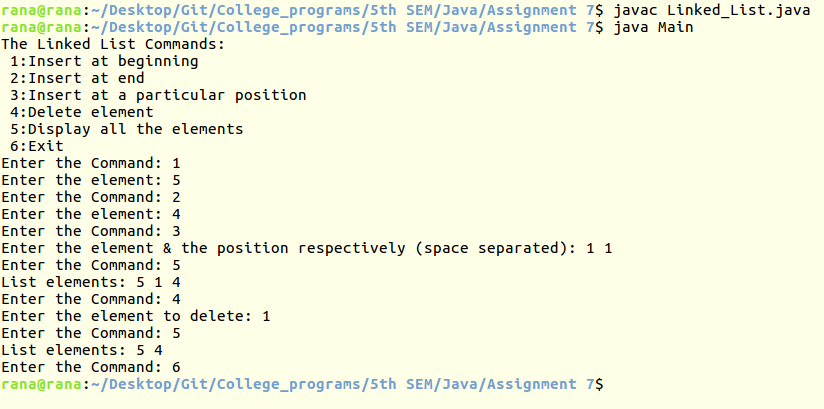 rana@rana:~/Desktop/Git/College_programs/5th SEM/Java/Assignment 7$ javac Linked_List.java
rana@rana:~/Desktop/Git/College_programs/5th SEM/Java/Assignment 7$ java Main
The Linked List Commands:
 1:Insert at beginning
 2:Insert at end
 3:Insert at a particular position
 4:Delete element
 5:Display all the elements
 6:Exit
Enter the Command: 1
Enter the element: 5
Enter the Command: 2
Enter the element: 4
Enter the Command: 3
Enter the element & the position respectively (space separated): 1 1
Enter the Command: 5
List elements: 5 1 4
Enter the Command: 4
Enter the element to delete: 1
Enter the Command: 5
List elements: 5 4
Enter the Command: 6
rana@rana:~/Desktop/Git/College_programs/5th SEM/Java/Assignment 7$